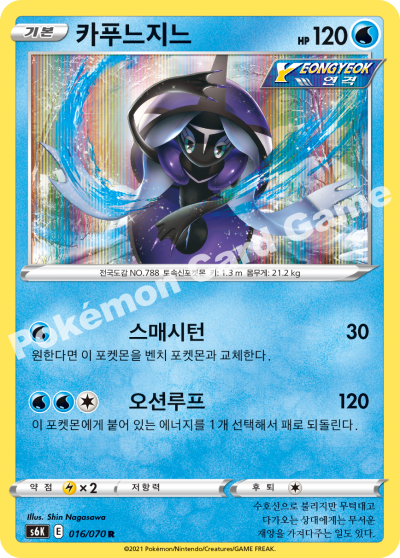 기본 카푸느지느 HP 120
YEONGYEOK
연격
전국도감 NO.788 토속신포켓몬 키: 1.3 m 몸무게: 21.2 kg
Pokémon Card Game
스매시턴 30
원한다면 이 포켓몬을 벤치 포켓몬과 교체한다.
오션루프 120
이 포켓몬에게 붙어 있는 에너지를 1개 선택해서 패로 되돌린다.
약점 ×2 저항력 후퇴
Illus. Shin Nagasawa
수호신으로 불리지만 무턱대고
s6K E 016/070 R
다가오는 상대에게는 무서운
재앙을 가져다주는 일도 있다.
©2021 Pokémon/Nintendo/Creatures/GAME FREAK.